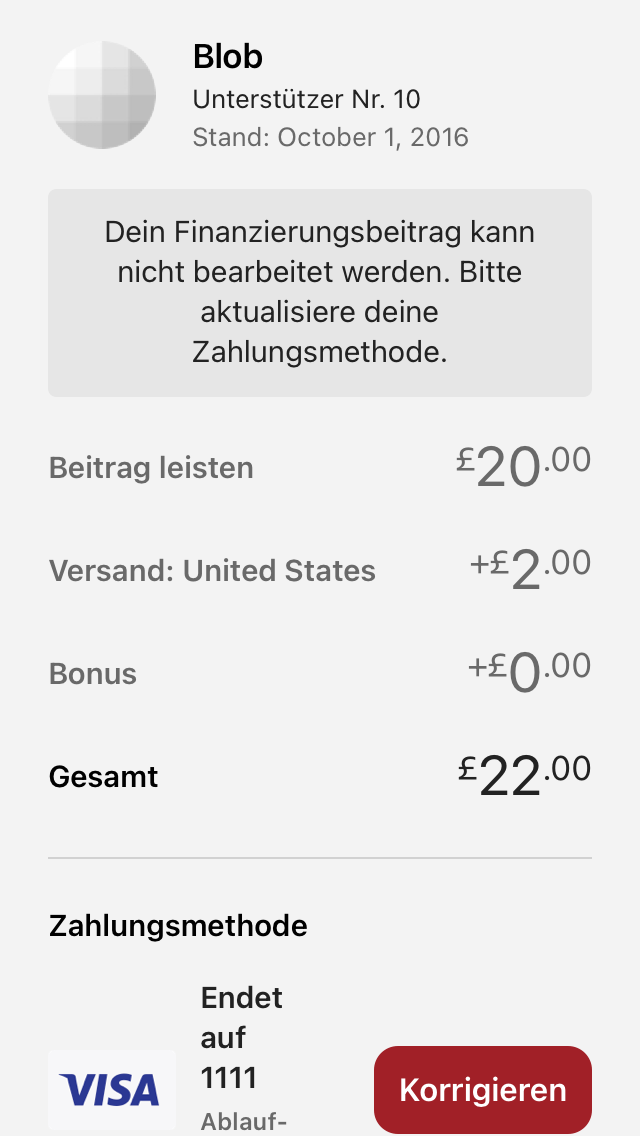 Blob
Unterstützer Nr. 10
Stand: October 1, 2016
Dein Finanzierungsbeitrag kann
nicht bearbeitet werden. Bitte
aktualisiere deine
Zahlungsmethode.
Beitrag leisten £20.00
Versand: United States +£2.00
Bonus +£0.00
Gesamt £22.00
Zahlungsmethode
Endet
auf
1111
VISA
Korrigieren
Ablauf-